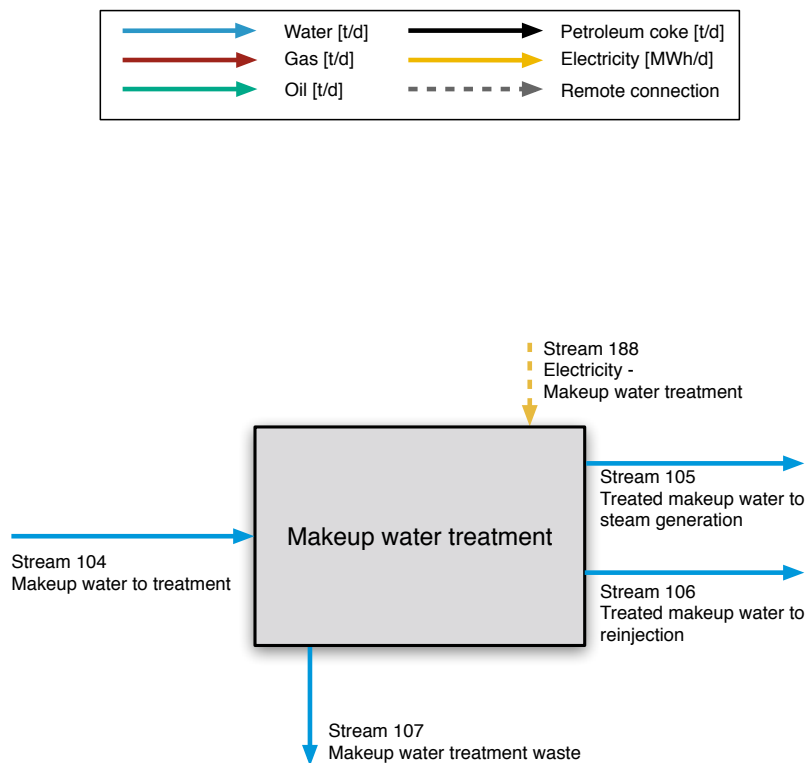 Water [t/d]
Gas [t/d]
Oil [t/d]
Petroleum coke [t/d]
Electricity [MWh/d]
Remote connection
Stream 188
Electricity -
Makeup water treatment
Makeup water treatment
Stream 104
Makeup water to treatment
Stream 105
Treated makeup water to
steam generation
Stream 106
Treated makeup water to
reinjection
Stream 107
Makeup water treatment waste